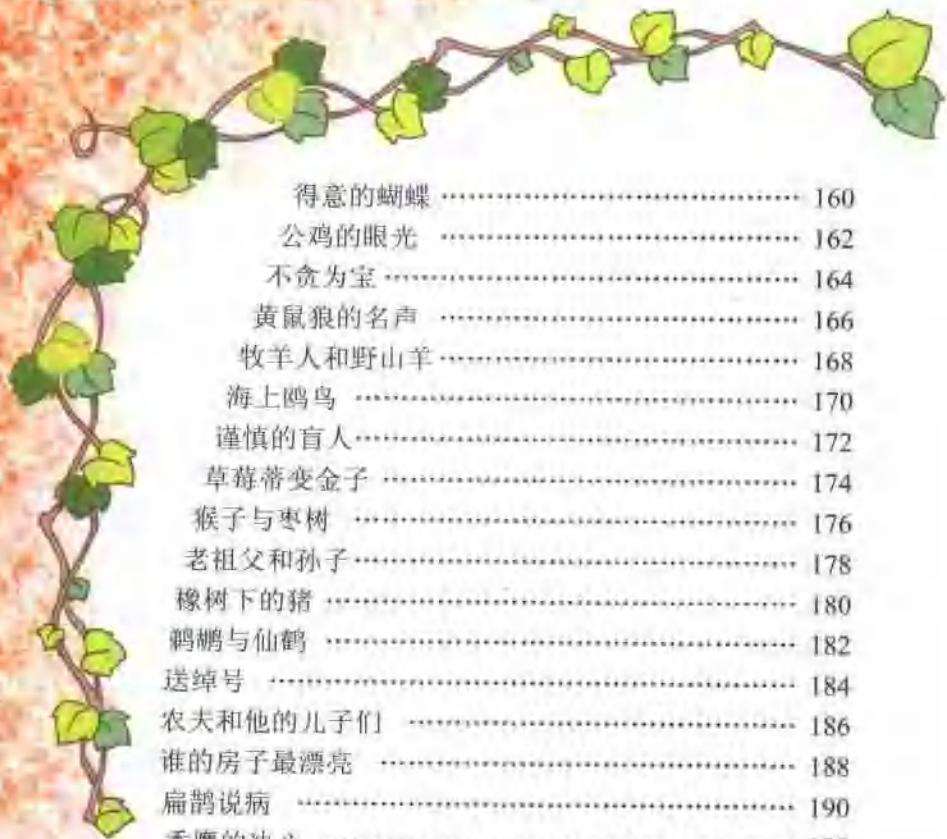 得意的蝴蝶 …………………………… 160
公鸡的眼光 …………………………… 162
不贪为宝 …………………………… 164
黄鼠狼的名声 …………………………… 166
牧羊人和野山羊 …………………………… 168
海上鸥鸟 …………………………… 170
谨慎的盲人 …………………………… 172
草莓蒂变金子 …………………………… 174
猴子与枣树 …………………………… 176
老祖父和孙子 …………………………… 178
橡树下的猪 …………………………… 180
鹈鹕与仙鹤 …………………………… 182
送绰号 …………………………… 184
农夫和他的儿子们 …………………………… 186
谁的房子最漂亮 …………………………… 188
扁鹊说病 …………………………… 190